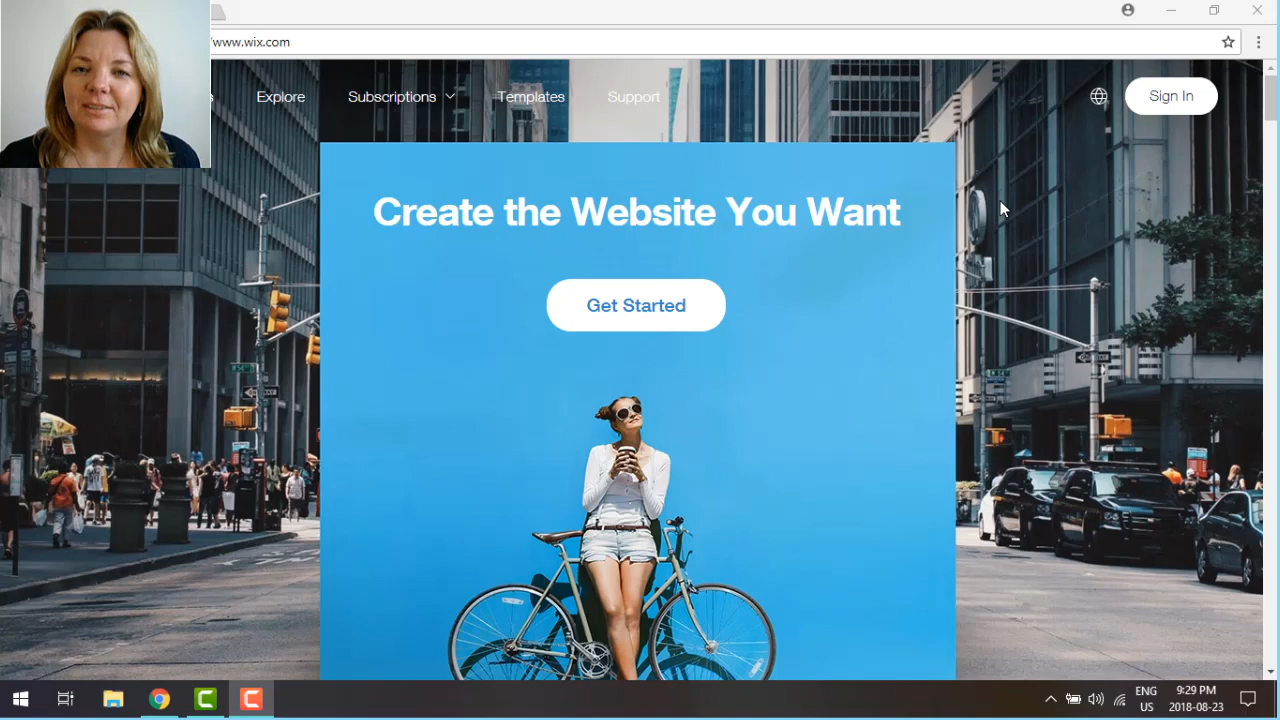 www.wix.com
Explore
Subscriptions
Templates
Support
Sign In
Create the Website You Want
Get Started
ENG
US
9:29 PM
2018-08-23